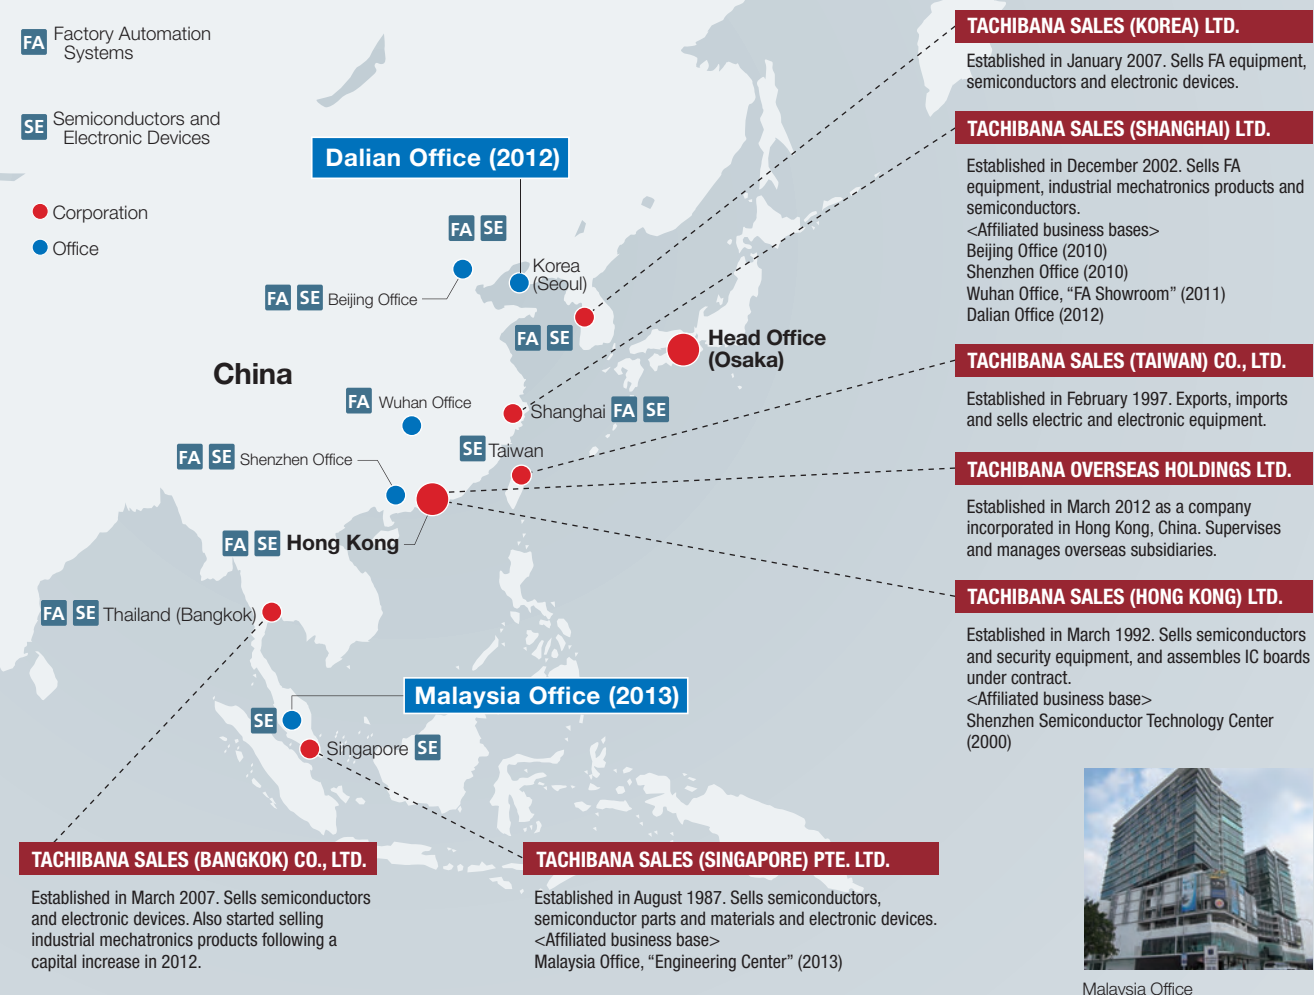 FA Factory Automation
Systems
SE Semiconductors and
Electronic Devices
Corporation
Office
Dalian Office (2012)
FA SE
Korea
(Seoul)
FA SE Beijing Office
FA SE
Head Office
(Osaka)
China
FA Wuhan Office
Shanghai FA SE
SE Taiwan
FA SE Shenzhen Office
FA SE Hong Kong
FA SE Thailand (Bangkok)
Malaysia Office (2013)
SE
Singapore SE
TACHIBANA SALES (KOREA) LTD.
Established in January 2007. Sells FA equipment,
semiconductors and electronic devices.
TACHIBANA SALES (SHANGHAI) LTD.
Established in December 2002. Sells FA
equipment, industrial mechatronics products and
semiconductors.
<Affiliated business bases>
Beijing Office (2010)
Shenzhen Office (2010)
Wuhan Office, “FA Showroom” (2011)
Dalian Office (2012)
TACHIBANA SALES (TAIWAN) CO., LTD.
Established in February 1997. Exports, imports
and sells electric and electronic equipment.
TACHIBANA OVERSEAS HOLDINGS LTD.
Established in March 2012 as a company
incorporated in Hong Kong, China. Supervises
and manages overseas subsidiaries.
TACHIBANA SALES (HONG KONG) LTD.
Established in March 1992. Sells semiconductors
and security equipment, and assembles IC boards
under contract.
<Affiliated business base>
Shenzhen Semiconductor Technology Center
(2000)
TACHIBANA SALES (BANGKOK) CO., LTD.
Established in March 2007. Sells semiconductors
and electronic devices. Also started selling
industrial mechatronics products following a
capital increase in 2012.
TACHIBANA SALES (SINGAPORE) PTE. LTD.
Established in August 1987. Sells semiconductors,
semiconductor parts and materials and electronic devices.
<Affiliated business base>
Malaysia Office, “Engineering Center” (2013)
Malaysia Office